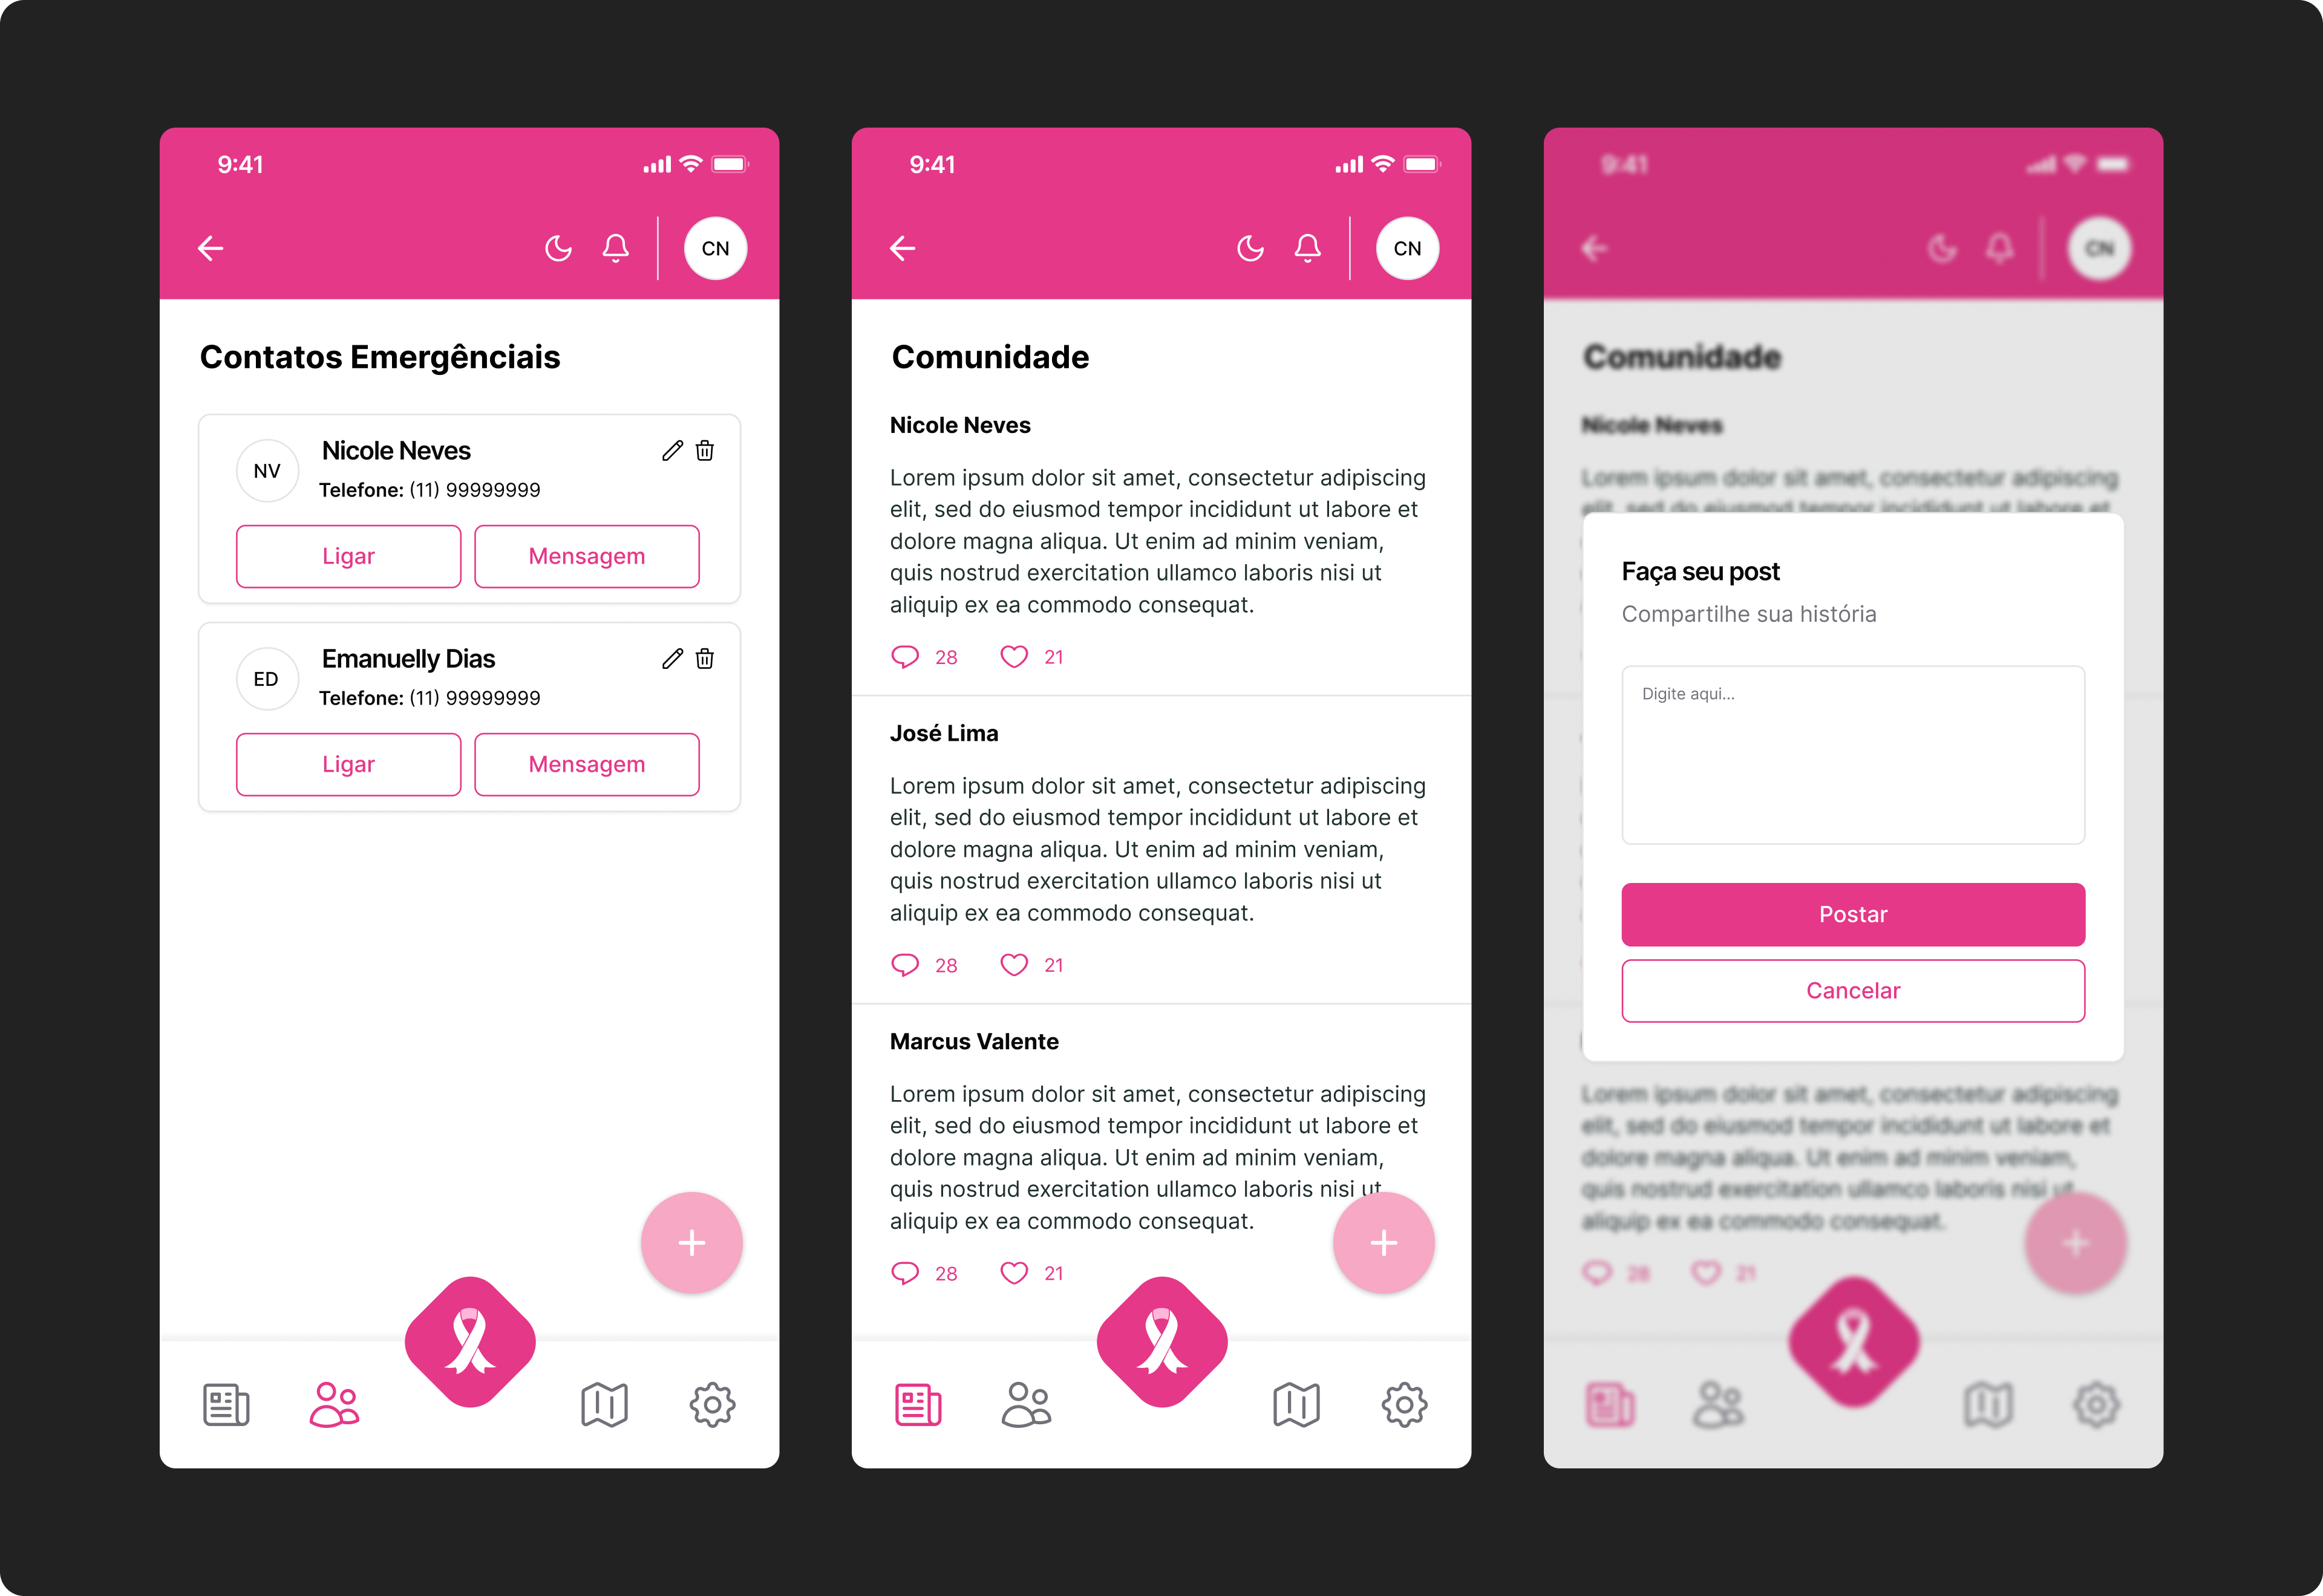 9:41
CN
Contatos Emergênciais
NV
Nicole Neves
Telefone: (11) 99999999
Ligar
Mensagem
ED
Emanuelly Dias
Telefone: (11) 99999999
Ligar
Mensagem
9:41
CN
Comunidade
Nicole Neves
Lorem ipsum dolor sit amet, consectetur adipiscing
elit, sed do eiusmod tempor incididunt ut labore et
dolore magna aliqua. Ut enim ad minim veniam,
quis nostrud exercitation ullamco laboris nisi ut
aliquip ex ea commodo consequat.
28
21
José Lima
Lorem ipsum dolor sit amet, consectetur adipiscing
elit, sed do eiusmod tempor incididunt ut labore et
dolore magna aliqua. Ut enim ad minim veniam,
quis nostrud exercitation ullamco laboris nisi ut
aliquip ex ea commodo consequat.
28
21
Marcus Valente
Lorem ipsum dolor sit amet, consectetur adipiscing
elit, sed do eiusmod tempor incididunt ut labore et
dolore magna aliqua. Ut enim ad minim veniam,
quis nostrud exercitation ullamco laboris nisi ut
aliquip ex ea commodo consequat.
28
21
9:41
CN
Comunidade
Nicole Neves
Lorem ipsum dolor sit amet, consectetur adipiscing
elit, sed do eiusmod tempor incididunt ut labore et
Faça seu post
Compartilhe sua história
Digite aqui...
Postar
Cancelar
Lorem ipsum dolor sit amet, consectetur adipiscing
elit, sed do eiusmod tempor incididunt ut labore et
dolore magna aliqua. Ut enim ad minim veniam,
quis nostrud exercitation ullamco laboris nisi ut
aliquip ex ea commodo consequat.
28
21